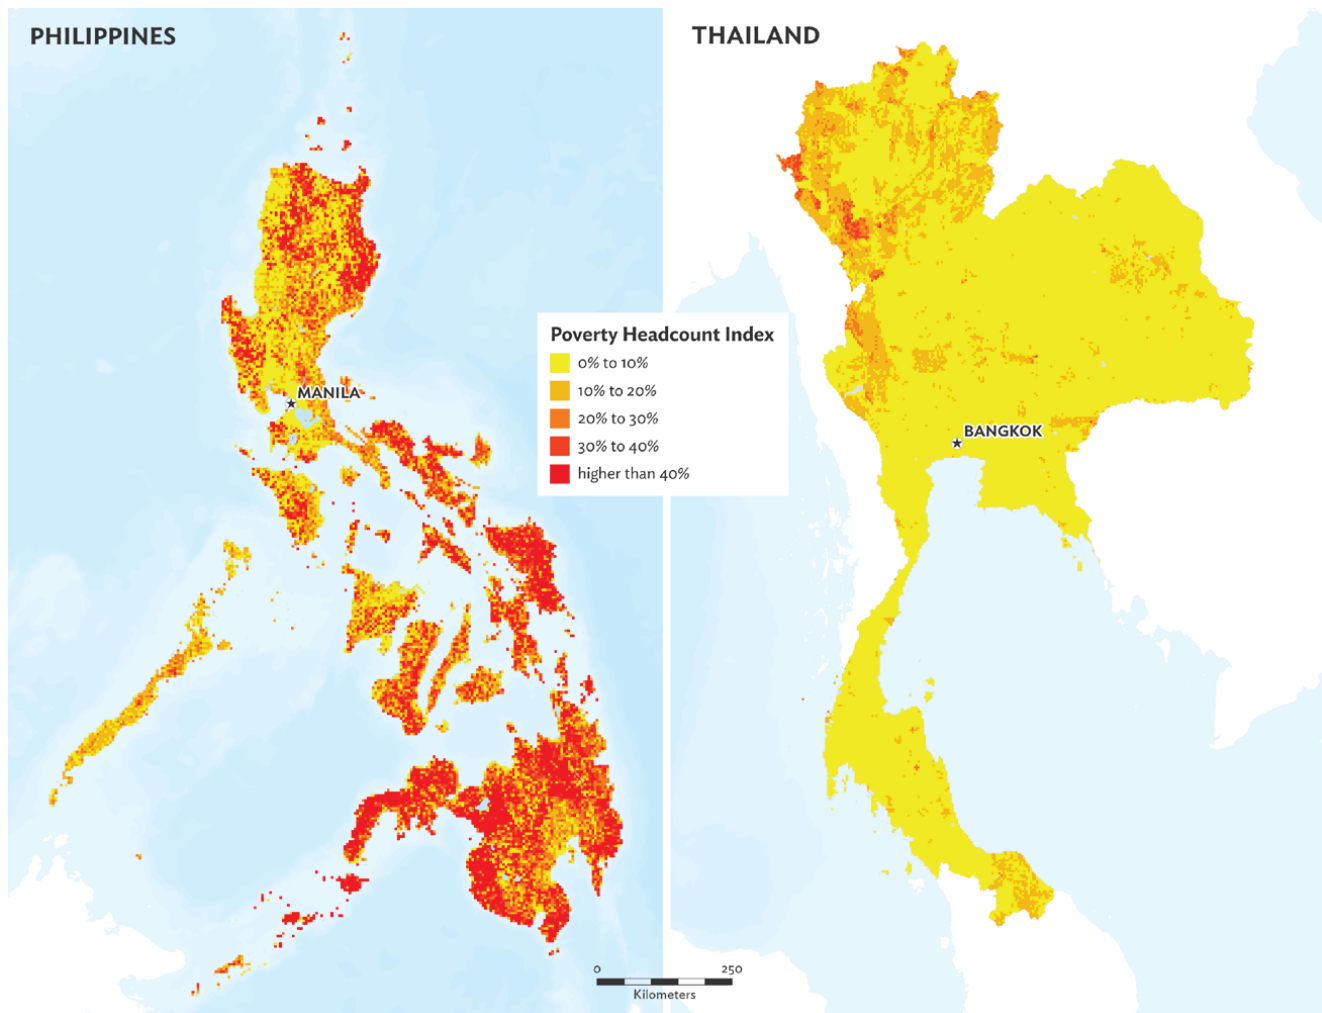 PHILIPPINES
THAILAND
MANILA
Poverty Headcount Index
0% to 10%
10% to 20%
20% to 30%
30% to 40%
higher than 40%
BANGKOK
0 250
Kilometers